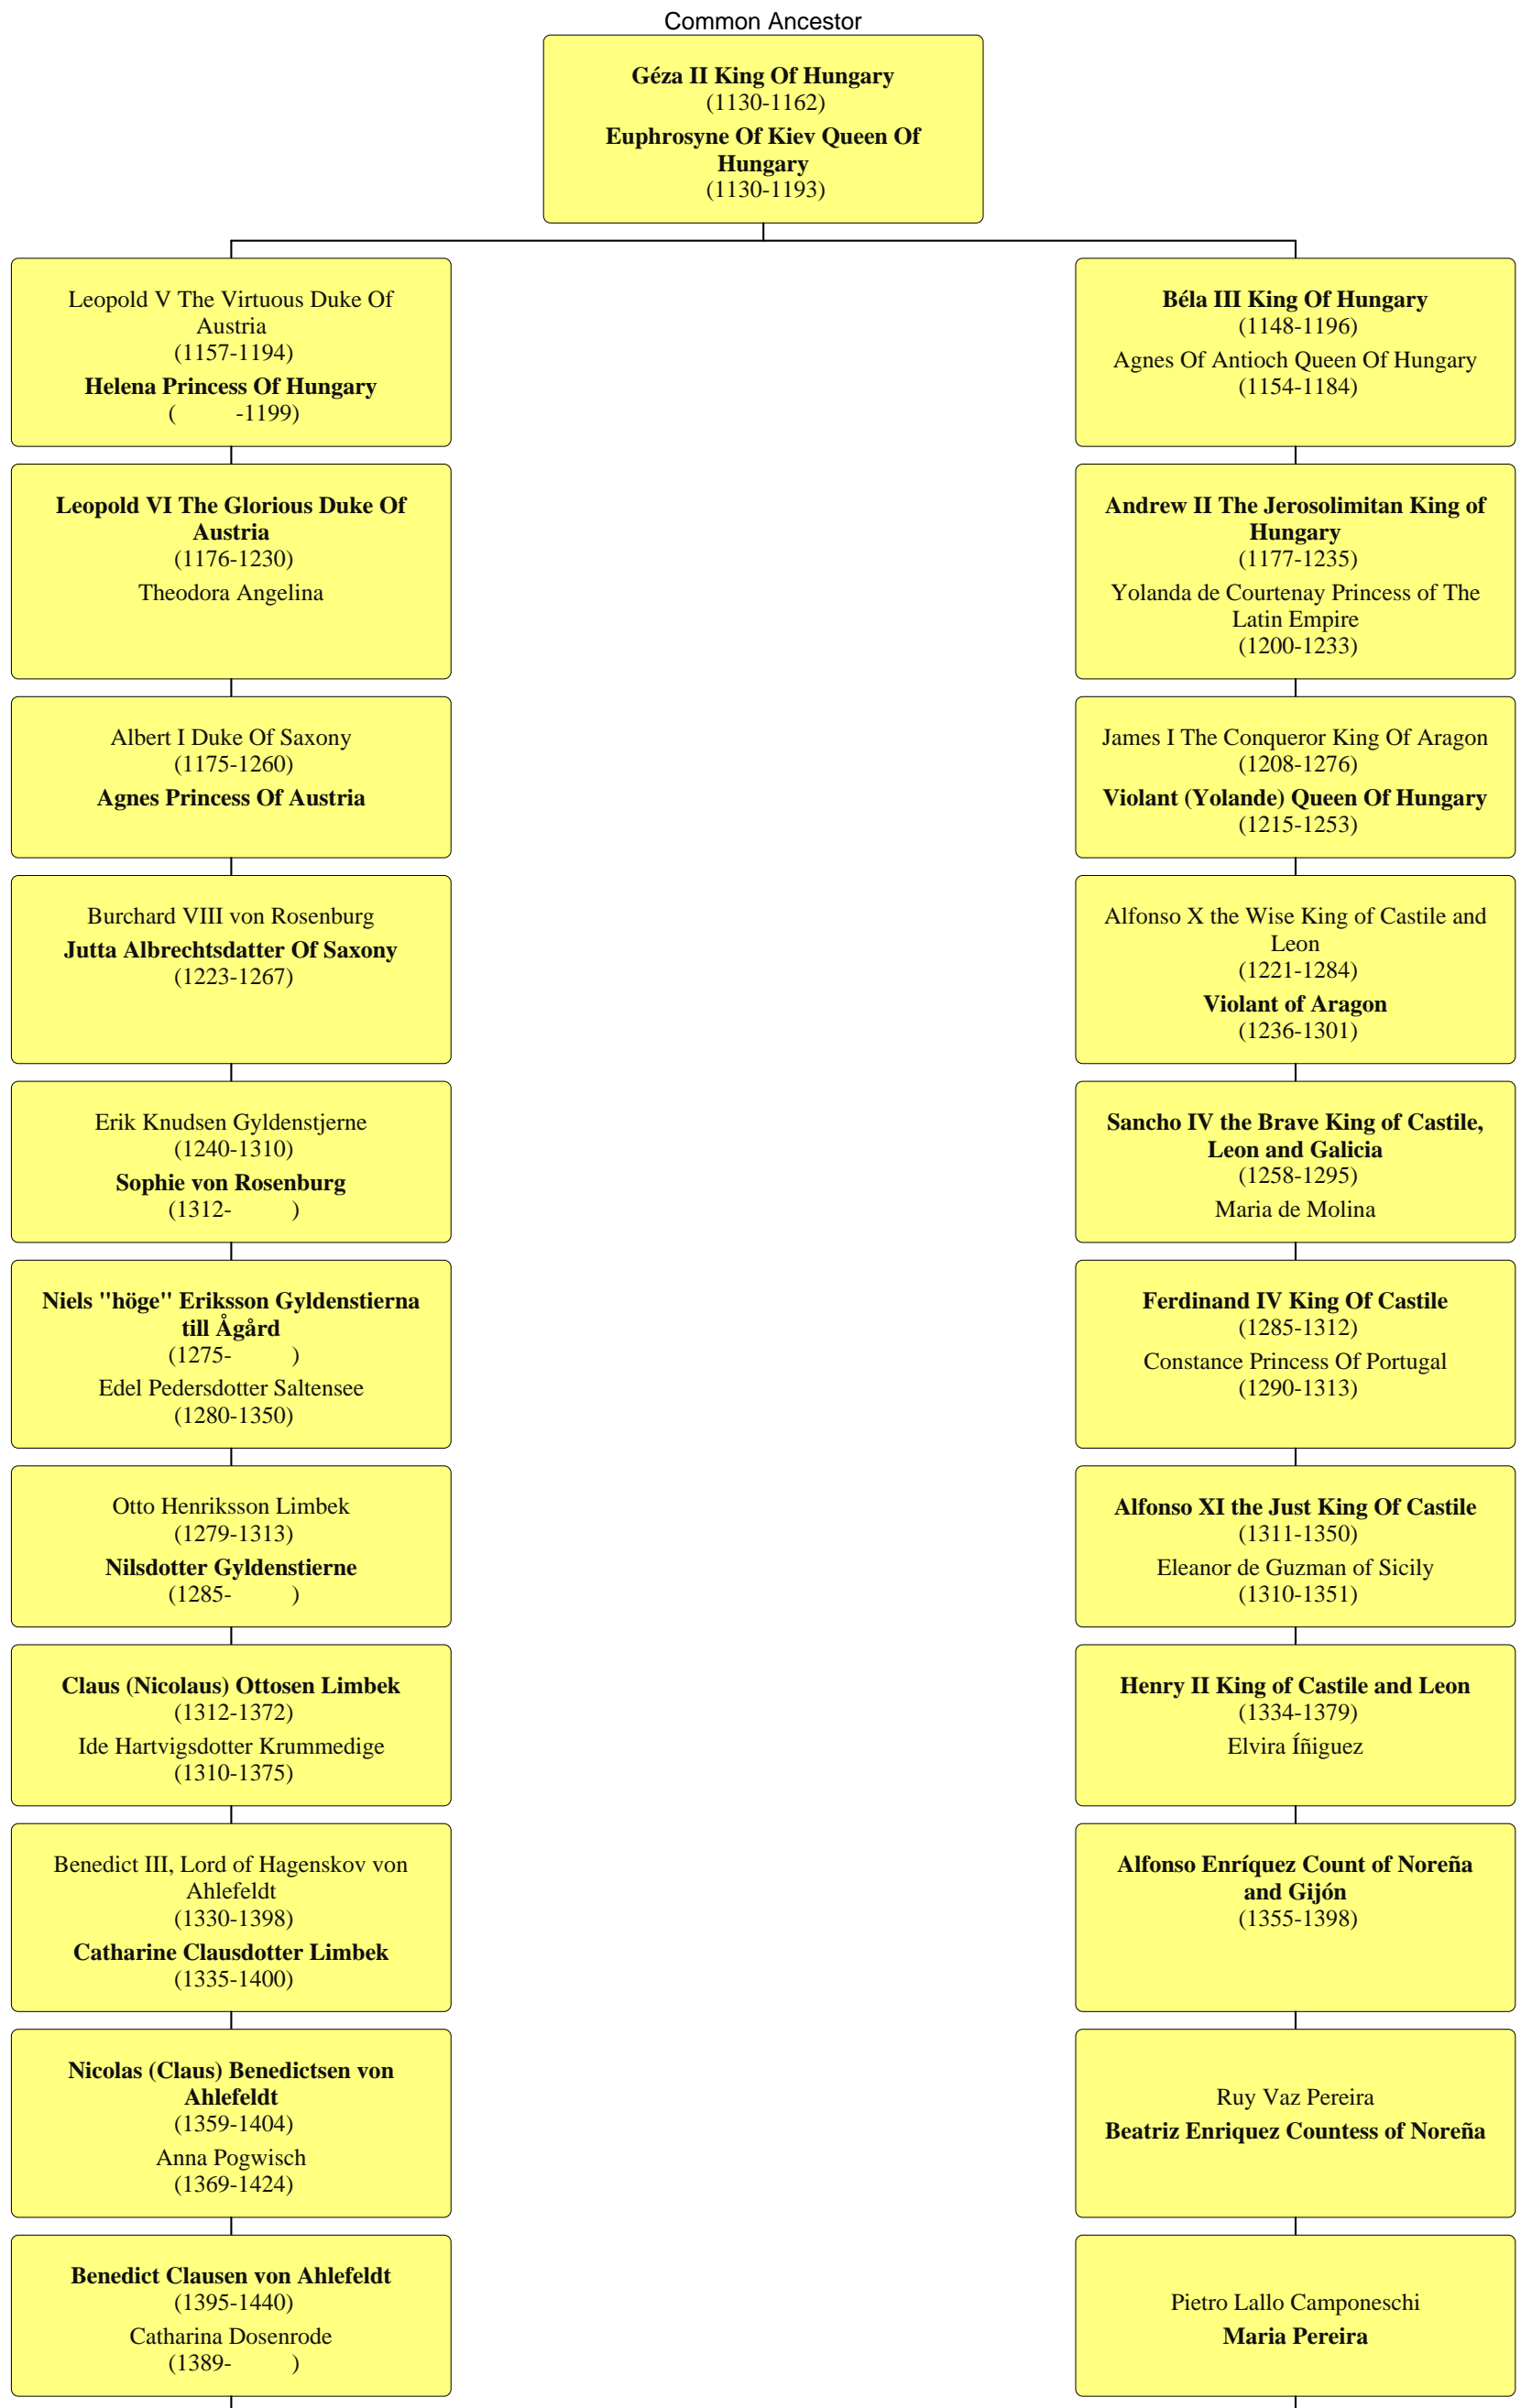 Common Ancestor
Géza II King Of Hungary
(1130-1162)
Euphrosyne Of Kiev Queen Of
Hungary
(1130-1193)
Leopold V The Virtuous Duke Of
Austria
(1157-1194)
Helena Princess Of Hungary
(          -1199)
Béla III King Of Hungary
(1148-1196)
Agnes Of Antioch Queen Of Hungary
(1154-1184)
Leopold VI The Glorious Duke Of
Austria
(1176-1230)
Theodora Angelina
Andrew II The Jerosolimitan King of
Hungary
(1177-1235)
Yolanda de Courtenay Princess of The
Latin Empire
(1200-1233)
Albert I Duke Of Saxony
(1175-1260)
Agnes Princess Of Austria
James I The Conqueror King Of Aragon
(1208-1276)
Violant (Yolande) Queen Of Hungary
(1215-1253)
Burchard VIII von Rosenburg
Jutta Albrechtsdatter Of Saxony
(1223-1267)
Alfonso X the Wise King of Castile and
Leon
(1221-1284)
Violant of Aragon
(1236-1301)
Erik Knudsen Gyldenstjerne
(1240-1310)
Sophie von Rosenburg
(1312-          )
Sancho IV the Brave King of Castile,
Leon and Galicia
(1258-1295)
Maria de Molina
Niels "höge" Eriksson Gyldenstierna
till Ågård
(1275-          )
Edel Pedersdotter Saltensee
(1280-1350)
Ferdinand IV King Of Castile
(1285-1312)
Constance Princess Of Portugal
(1290-1313)
Otto Henriksson Limbek
(1279-1313)
Nilsdotter Gyldenstierne
(1285-          )
Alfonso XI the Just King Of Castile
(1311-1350)
Eleanor de Guzman of Sicily
(1310-1351)
Claus (Nicolaus) Ottosen Limbek
(1312-1372)
Ide Hartvigsdotter Krummedige
(1310-1375)
Henry II King of Castile and Leon
(1334-1379)
Elvira Íñiguez
Benedict III, Lord of Hagenskov von
Ahlefeldt
(1330-1398)
Catharine Clausdotter Limbek
(1335-1400)
Alfonso Enríquez Count of Noreña
and Gijón
(1355-1398)
Nicolas (Claus) Benedictsen von
Ahlefeldt
(1359-1404)
Anna Pogwisch
(1369-1424)
Ruy Vaz Pereira
Beatriz Enriquez Countess of Noreña
Benedict Clausen von Ahlefeldt
(1395-1440)
Catharina Dosenrode
(1389-          )
Pietro Lallo Camponeschi
Maria Pereira